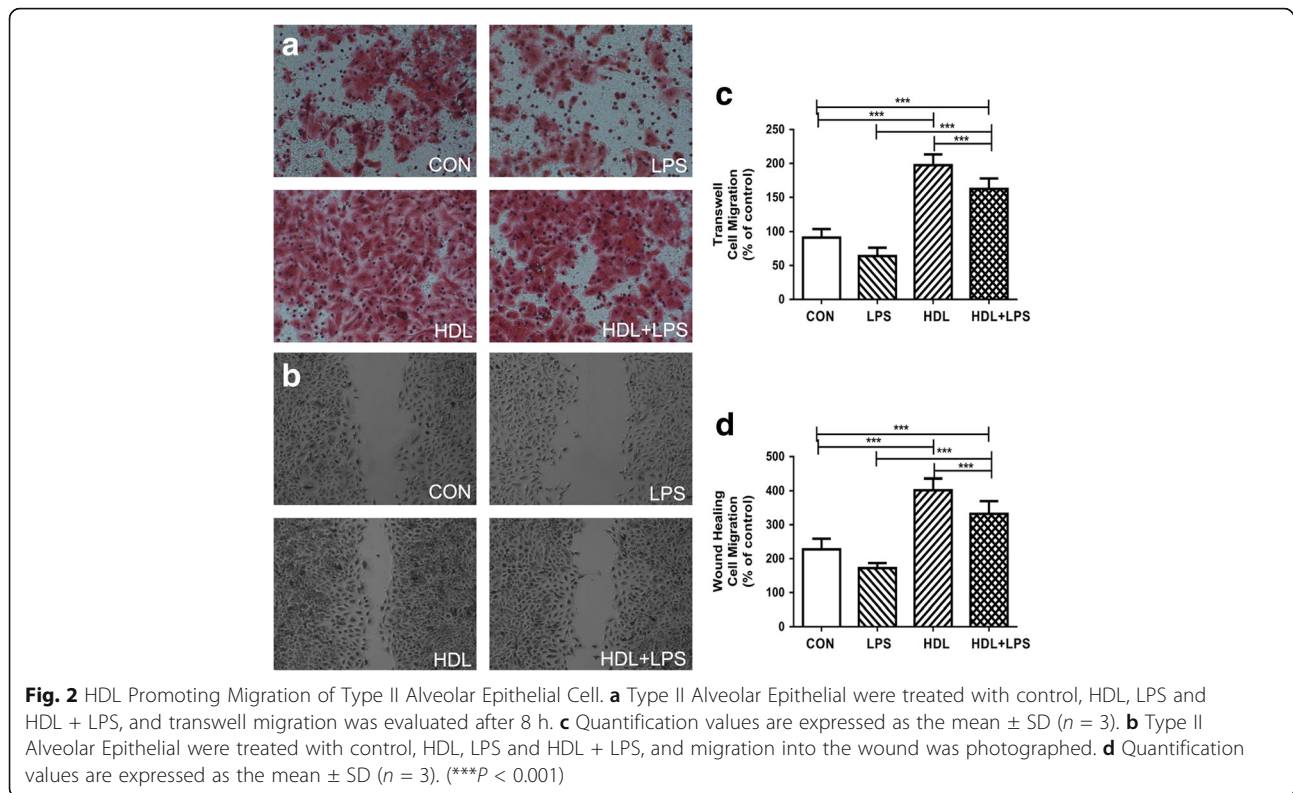 a
CON
LPS
HDL
HDL+LPS
b
CON
LPS
HDL
HDL+LPS
c
***
***
***
***
250
200
150
100
50
0
Transwell
Cell Migration
(% of control)
CON LPS HDL HDL+LPS
d
***
***
***
***
500
400
300
200
100
0
Wound Healing
Cell Migration
(% of control)
CON LPS HDL HDL+LPS
Fig. 2 HDL Promoting Migration of Type II Alveolar Epithelial Cell. a Type II Alveolar Epithelial were treated with control, HDL, LPS and
HDL + LPS, and transwell migration was evaluated after 8 h. c Quantification values are expressed as the mean ± SD (n = 3). b Type II
Alveolar Epithelial were treated with control, HDL, LPS and HDL + LPS, and migration into the wound was photographed. d Quantification
values are expressed as the mean ± SD (n = 3). (***P < 0.001)